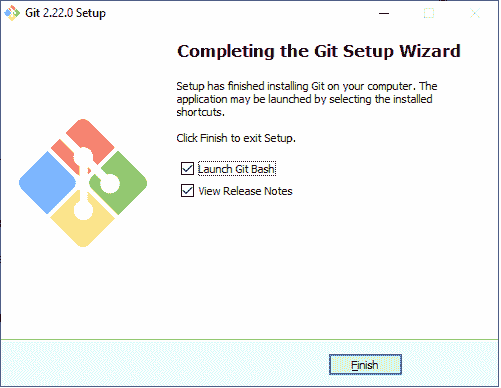 Git 2.22.0 Setup
Completing the Git Setup Wizard
Setup has finished installing Git on your computer. The
application may be launched by selecting the installed
shortcuts.
Click Finish to exit Setup.
Launch Git Bash
View Release Notes
Finish